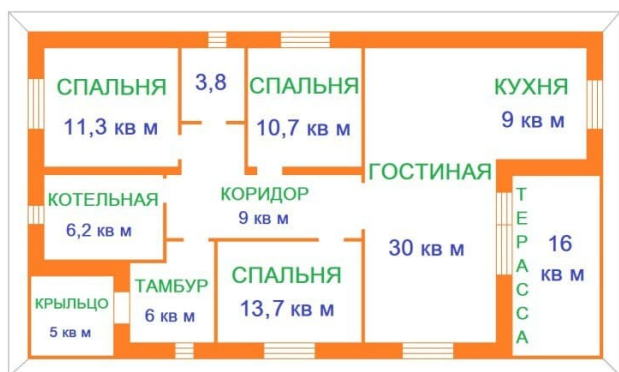 СПАЛЬНЯ
11,3 кв м
3,8
СПАЛЬНЯ
10,7 кв м
КУХНЯ
9 кв м
ГОСТИНАЯ
30 кв м
КОТЕЛЬНАЯ
6,2 кв м
КОРИДОР
9 кв м
ТЕРАССА
16
кв м
КРЫЛЬЦО
5 кв м
ТАМБУР
6 кв м
СПАЛЬНЯ
13,7 кв м